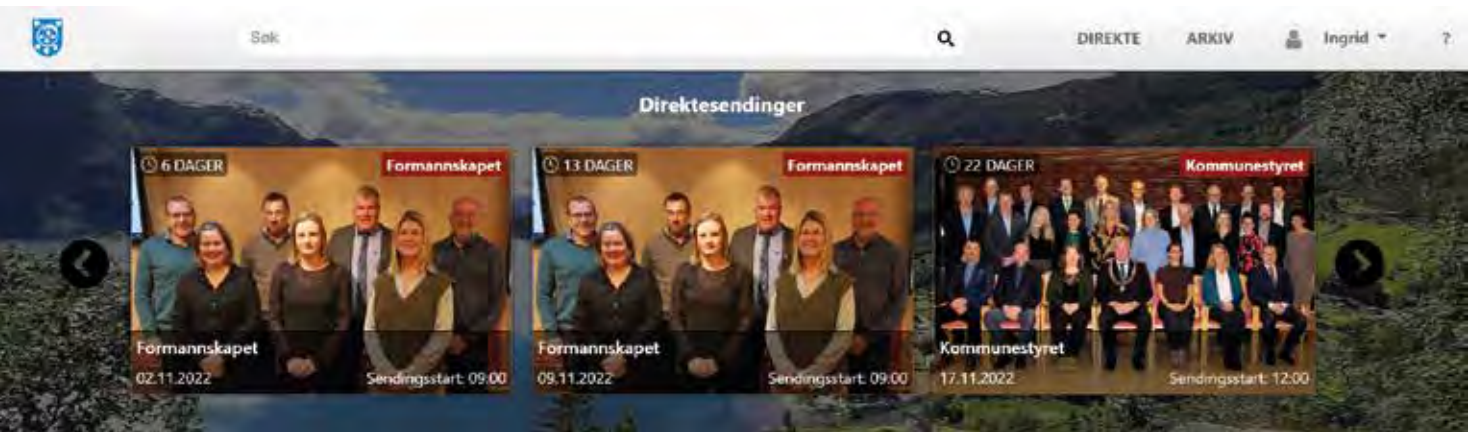 Søk DIREKTE ARKIV Ingrid ?
Direktesendinger
6 DAGER Formannskapet
Formannskapet
02.11.2022 Sendingsstart: 09:00
13 DAGER Formannskapet
Formannskapet
09.11.2022 Sendingsstart: 09:00
22 DAGER Kommunestyret
Kommunestyret
17.11.2022 Sendingsstart: 12:00